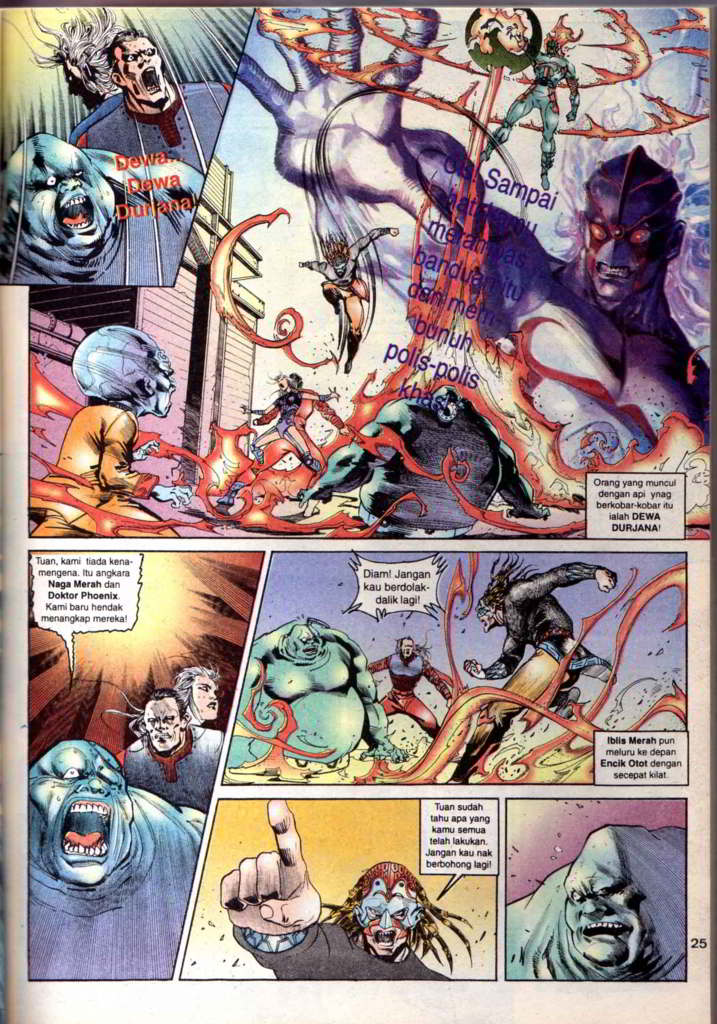 Dewa...
Dewa
Durjana!
Sampai
hati
merampas
banduan itu
dan mem-
bunuh
polis-polis
khas!
Orang yang muncul
dengan api ynag
berkobar-kobar itu
ialah DEWA
DURJANA!
Tuan, kami tiada kena-
mengena. Itu angkara
Naga Merah dan
Doktor Phoenix.
Kami baru hendak
menangkap mereka!
Diam! Jangan
kau berdolak-
dalik lagi!
Iblis Merah pun
meluru ke depan
Encik Otot dengan
secepat kilat.
Tuan sudah
tahu apa yang
kamu semua
telah lakukan.
Jangan kau nak
berbohong lagi!
25